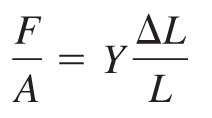 F/A = Y ΔL/L